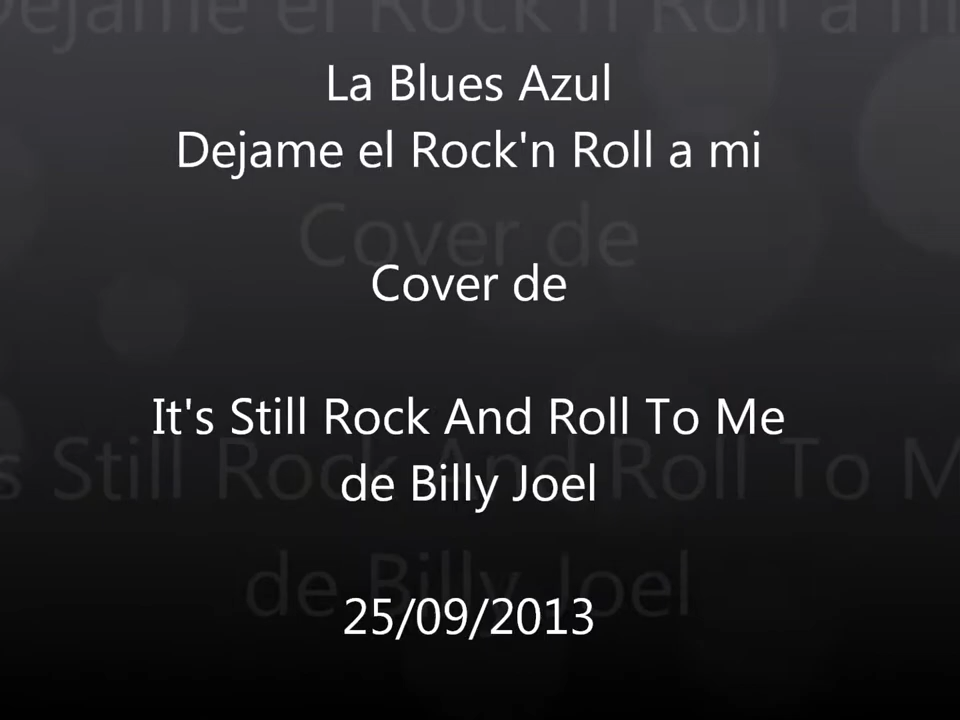 La Blues Azul
Dejame el Rock'n Roll a mi
Cover de
It's Still Rock And Roll To Me
de Billy Joel
25/09/2013